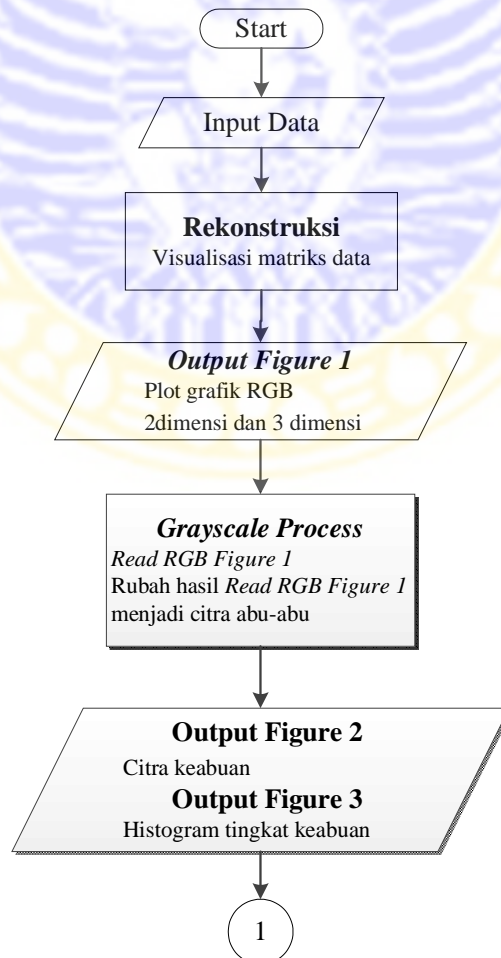 Start
Input Data
Rekonstruksi
Visualisasi matriks data
Output Figure 1
Plot grafik RGB
2dimensi dan 3 dimensi
Grayscale Process
Read RGB Figure 1
Rubah hasil Read RGB Figure 1
menjadi citra abu-abu
Output Figure 2
Citra keabuan
Output Figure 3
Histogram tingkat keabuan
1